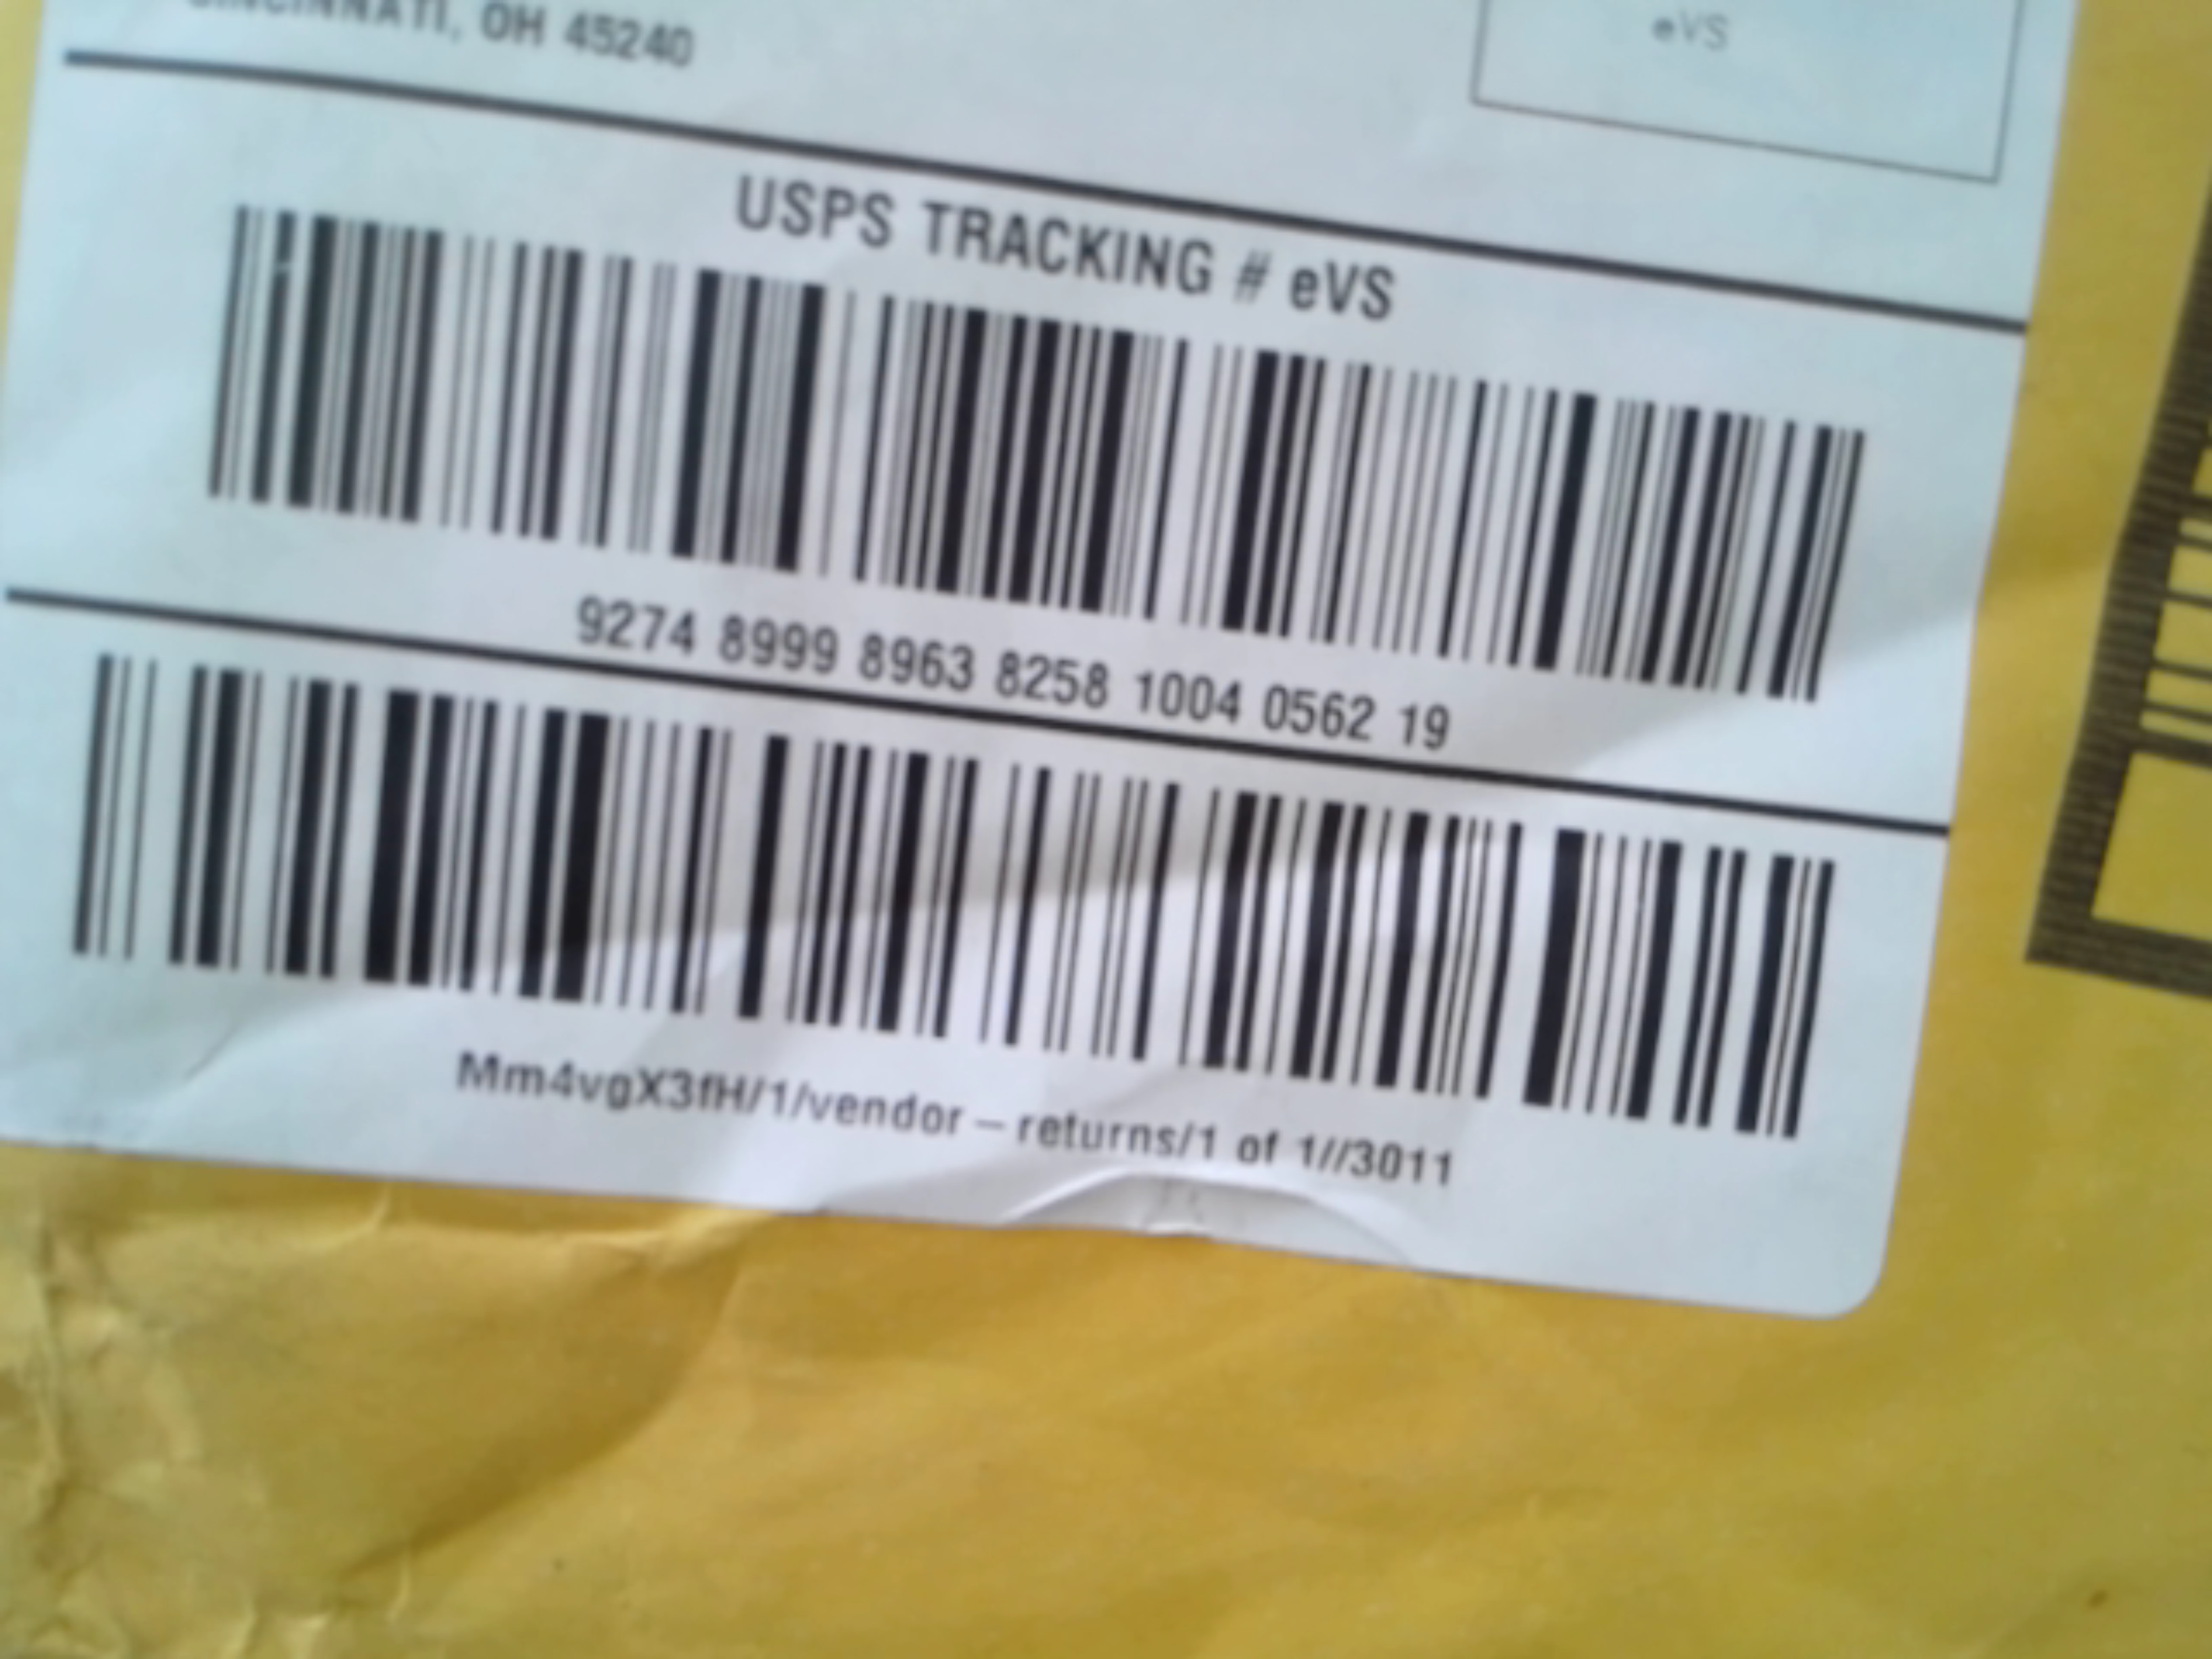 CINCINNATI, OH 45240
eVS
USPS TRACKING # eVS
9274 8999 8963 8258 1004 0562 19
Mm4vgX3fH/1/vendor – returns/1 of 1//3011